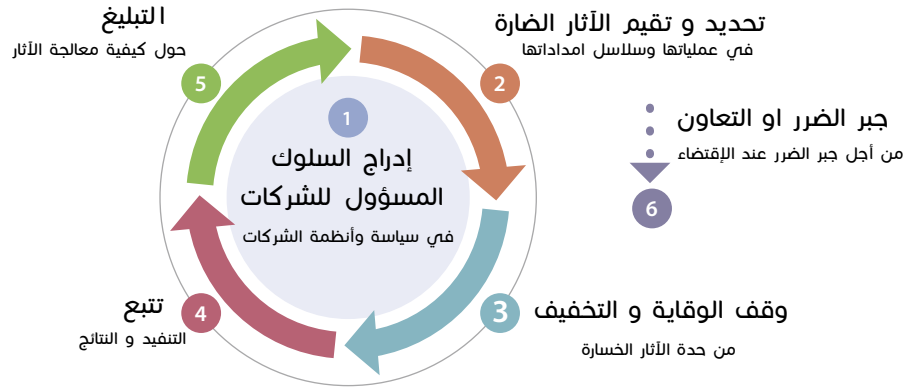 1
إدراج السلوك
المسؤول للشركات
في سياسة وأنظمة الشركات
2
تحديد و تقيم الآثار الضارة
في عملياتها وسلاسل امداداتها
3
وقف الوقاية و التخفيف
من حدة الآثار الخسارة
4
تتبع
التنفيد و النتائج
5
التبليغ
حول كيفية معالجة الآثار
جبر الضرر او التعاون
من أجل جبر الضرر عند الإقتضاء
6